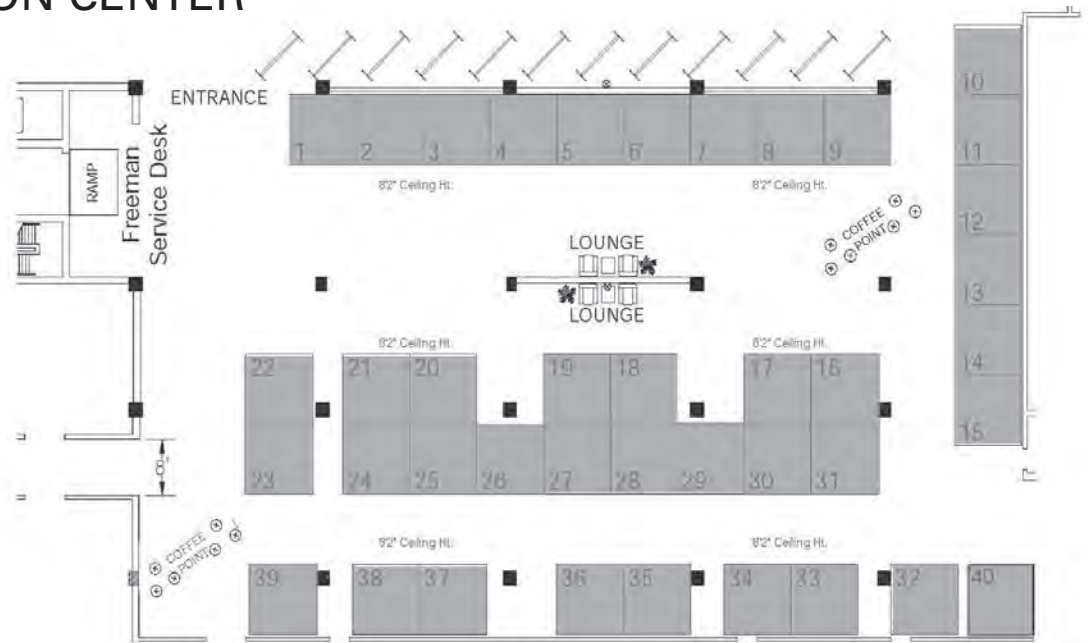 ON CENTER
ENTRANCE
Freeman
Service Desk
RAMP
1 2 3 4 5 6 7 8 9
10
11
12
13
14
15
8'2" Ceiling Ht.
8'2" Ceiling Ht.
COFFEE
POINT
LOUNGE
LOUNGE
8'2" Ceiling Ht.
8'2" Ceiling Ht.
22 21 20 19 18 17 16
8'
23 24 25 26 27 28 29 30 31
COFFEE
POINT
8'2" Ceiling Ht.
8'2" Ceiling Ht.
39 38 37 36 35 34 33 32 40